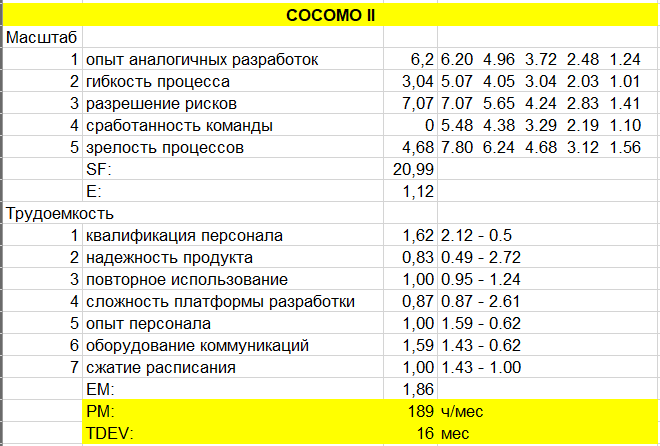 COCOMO II
Масштаб
1 опыт аналогичных разработок 6,2 6.20 4.96 3.72 2.48 1.24
2 гибкость процесса 3,04 5.07 4.05 3.04 2.03 1.01
3 разрешение рисков 7,07 7.07 5.65 4.24 2.83 1.41
4 сработанность команды 0 5.48 4.38 3.29 2.19 1.10
5 зрелость процессов 4,68 7.80 6.24 4.68 3.12 1.56
SF: 20,99
E: 1,12
Трудоемкость
1 квалификация персонала 1,62 2.12 - 0.5
2 надежность продукта 0,83 0.49 - 2.72
3 повторное использование 1,00 0.95 - 1.24
4 сложность платформы разработки 0,87 0.87 - 2.61
5 опыт персонала 1,00 1.59 - 0.62
6 оборудование коммуникаций 1,59 1.43 - 0.62
7 сжатие расписания 1,00 1.43 - 1.00
EM: 1,86
PM: 189 ч/мес
TDEV: 16 мес